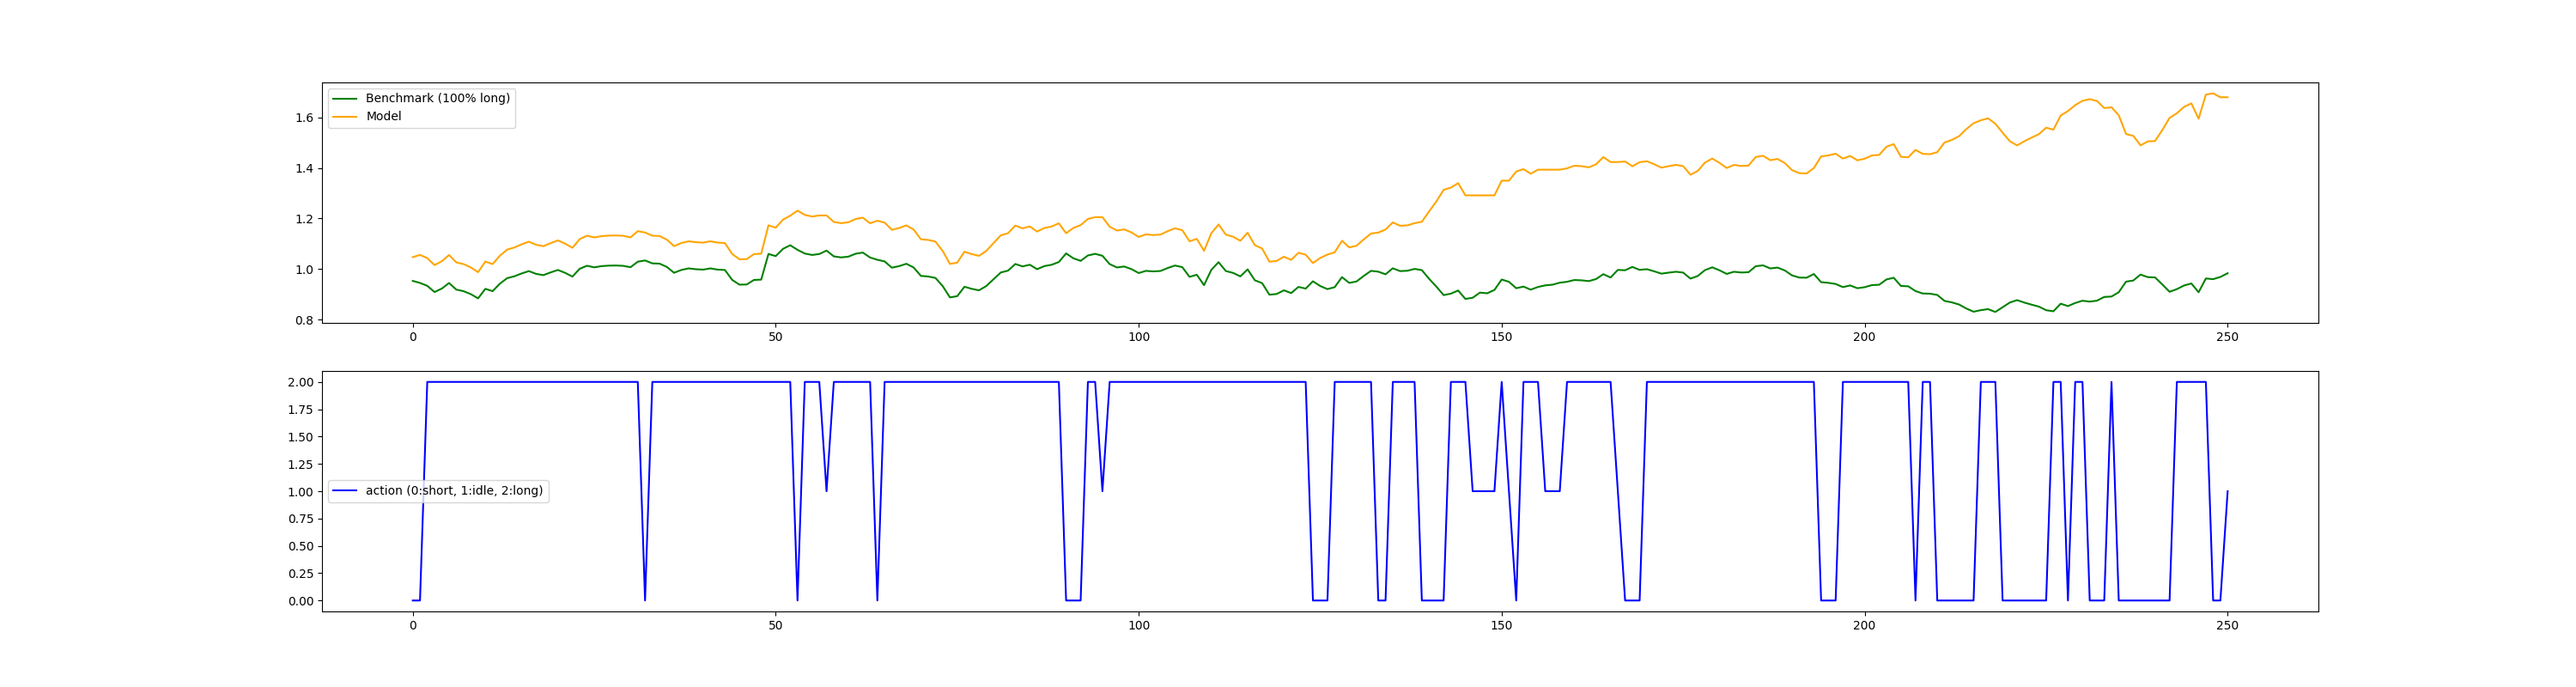 Benchmark (100% long)
Model
1.6
1.4
1.2
1.0
0.8
0 50 100 150 200 250
2.00
1.75
1.50
1.25
1.00
0.75
0.50
0.25
0.00
action (0:short, 1:idle, 2:long)
0 50 100 150 200 250